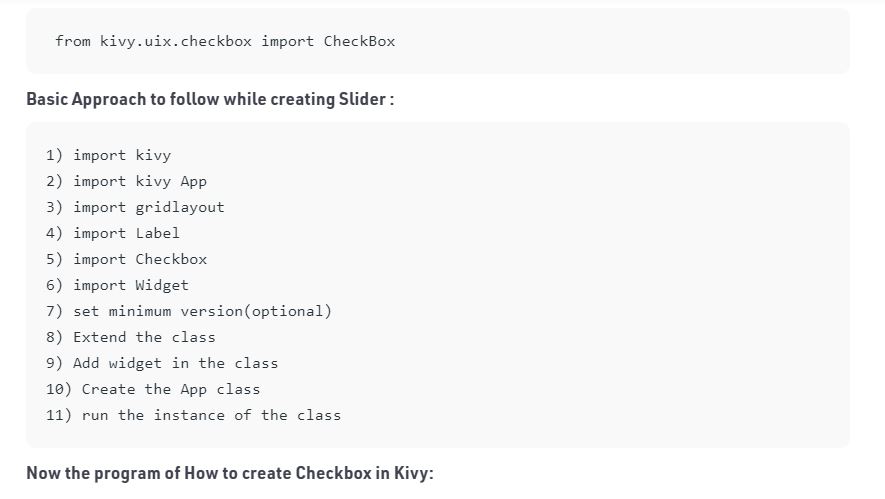 from kivy.uix.checkbox import CheckBox
Basic Approach to follow while creating Slider :
1) import kivy
2) import kivy App
3) import gridlayout
4) import Label
5) import Checkbox
6) import Widget
7) set minimum version(optional)
8) Extend the class
9) Add widget in the class
10) Create the App class
11) run the instance of the class
Now the program of How to create Checkbox in Kivy: